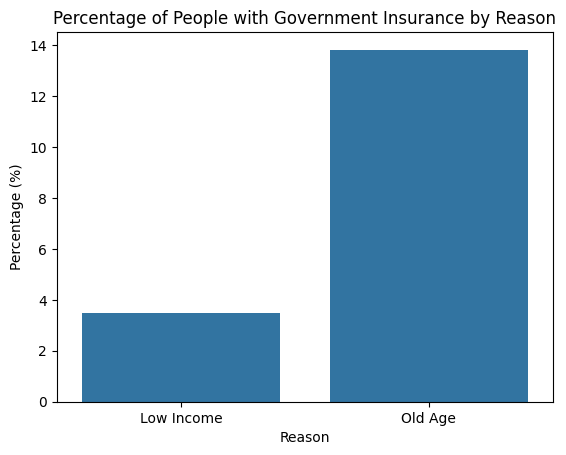 Percentage of People with Government Insurance by Reason
Percentage (%)
14
12
10
8
6
4
2
0
Low Income
Old Age
Reason